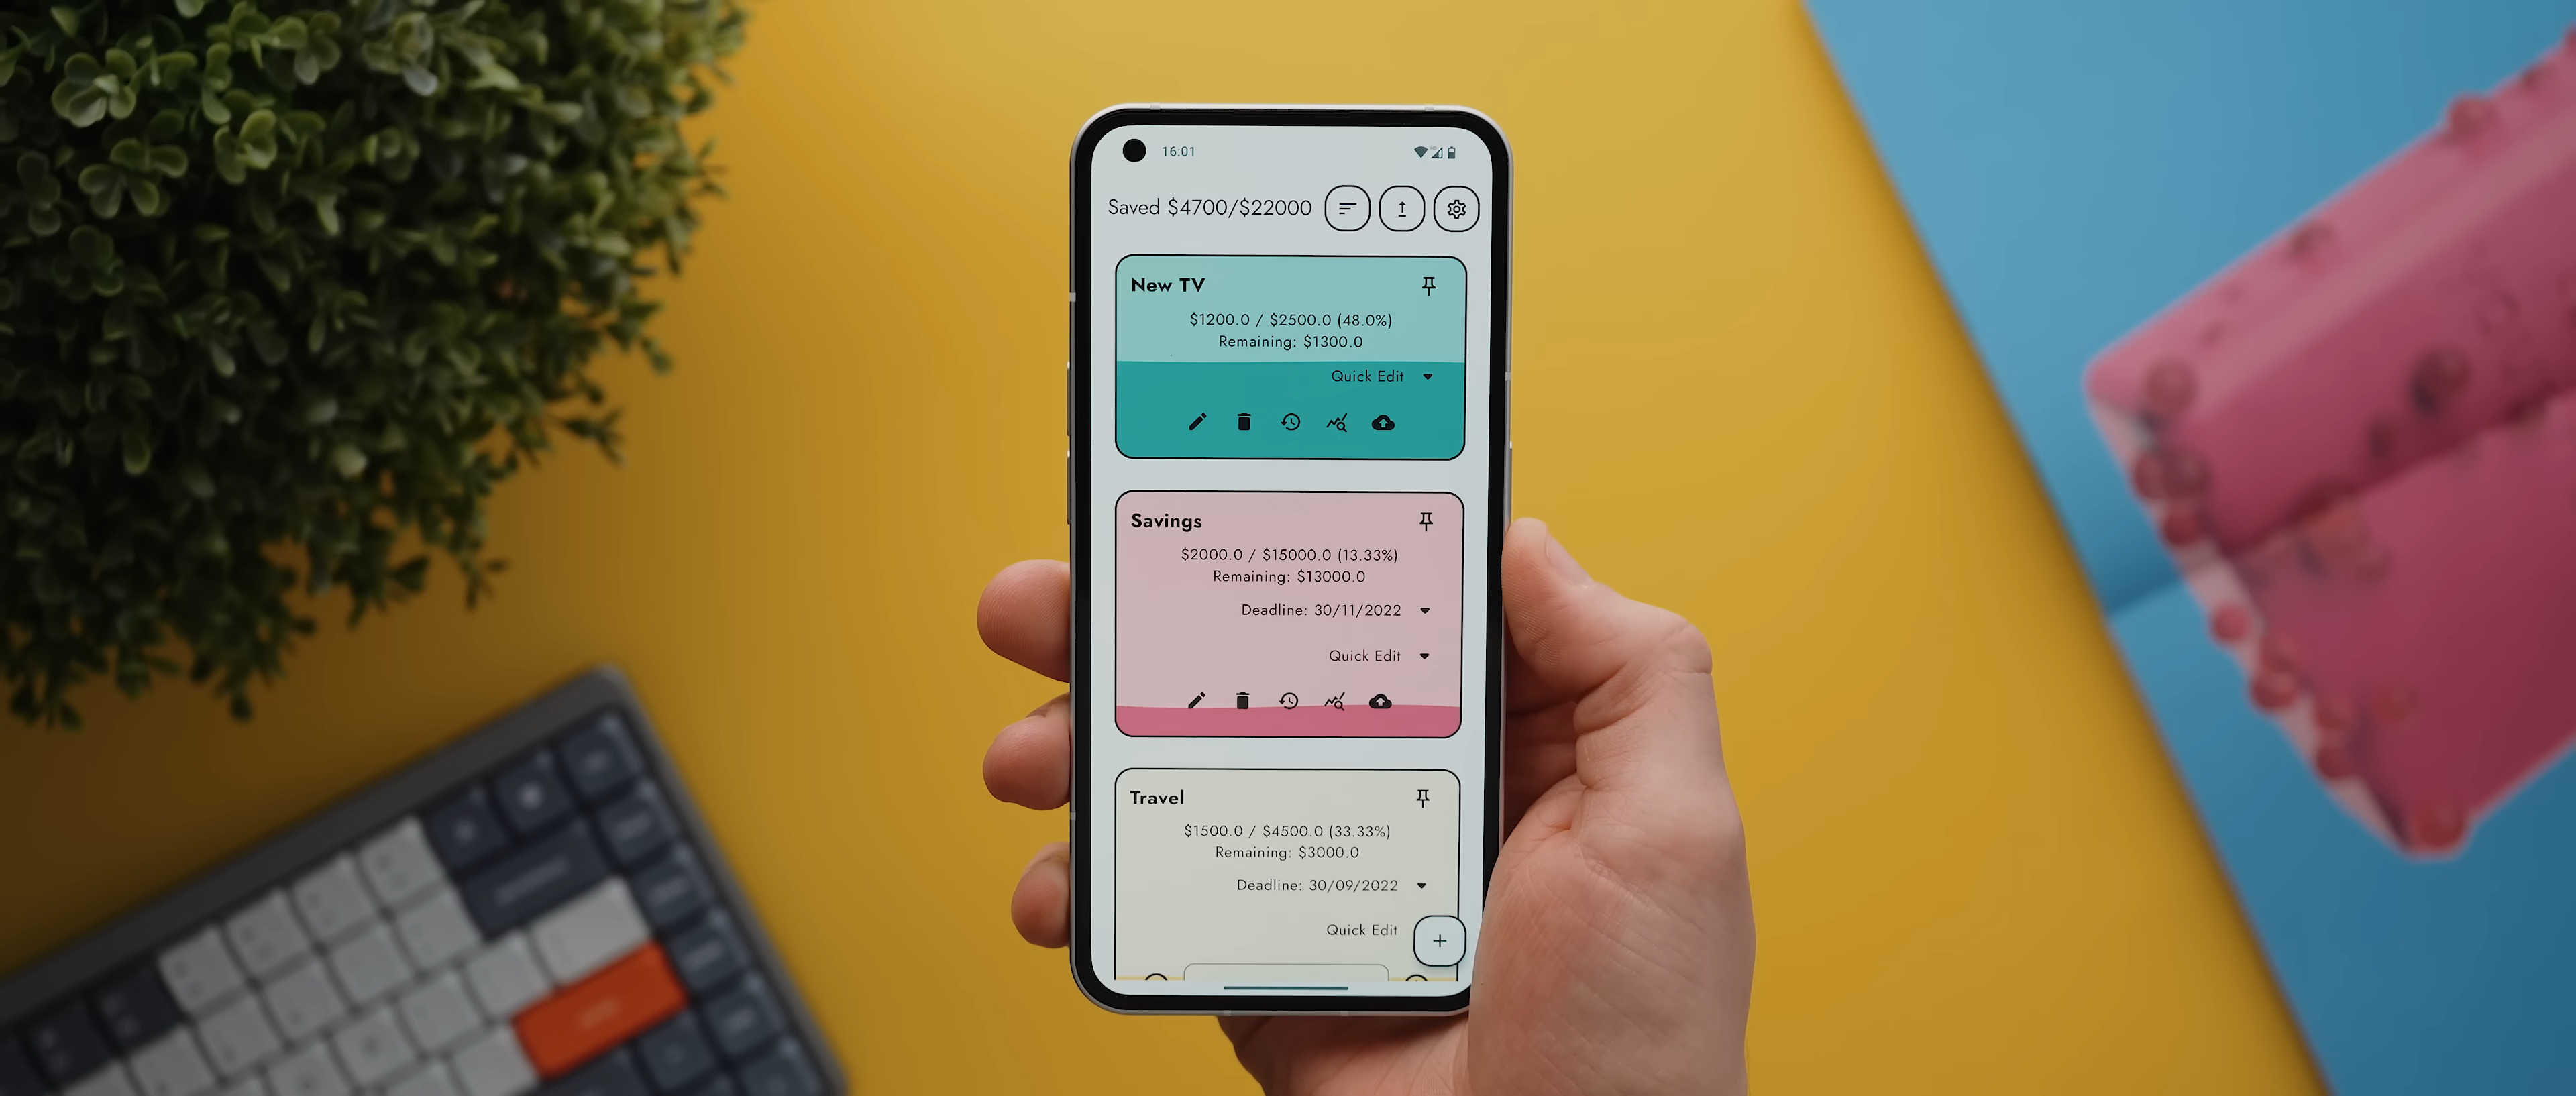 16:01
Saved $4700/$22000
New TV
$1200.0 / $2500.0 (48.0%)
Remaining: $1300.0
Quick Edit
Savings
$2000.0 / $15000.0 (13.33%)
Remaining: $13000.0
Deadline: 30/11/2022
Quick Edit
Travel
$1500.0 / $4500.0 (33.33%)
Remaining: $3000.0
Deadline: 30/09/2022
Quick Edit
+